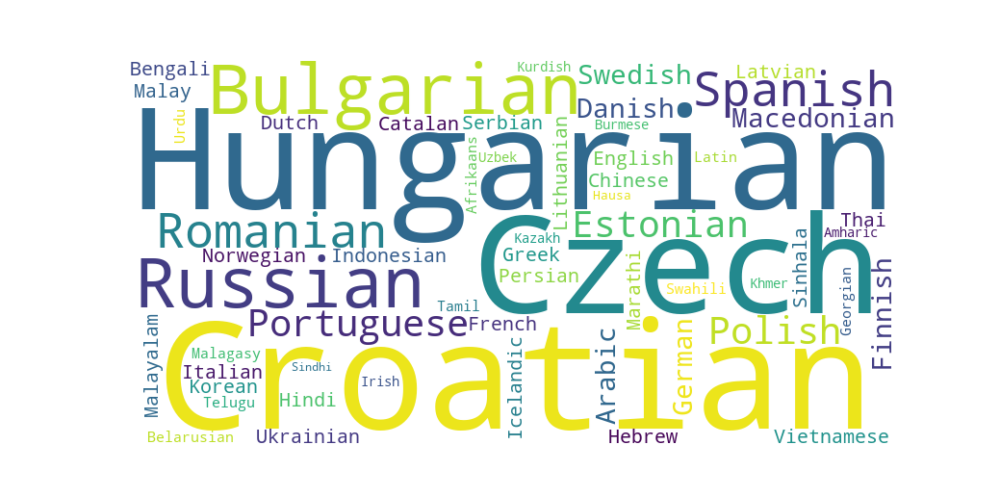 Bengali
Bulgarian
Kurdish
Swedish
Latvian
Spanish
Malay
Urdu
Dutch
Catalan
Serbian
Danish
Burmese
Macedonian
Hungarian
Afrikaans
Uzbek
Lithuanian
English
Latin
Chinese
Hausa
Romanian
Kazakh
Estonian
Thai
Amharic
Norwegian
Indonesian
Greek
Czech
Persian
Russian
Marathi
Swahili
Khmer
Sinhala
Georgian
Finnish
Tamil
Portuguese
French
Polish
Malayalam
Croatian
Malagasy
Italian
Sindhi
Korean
Irish
Telugu
Hindi
Icelandic
Arabic
German
Belarusian
Ukrainian
Hebrew
Vietnamese